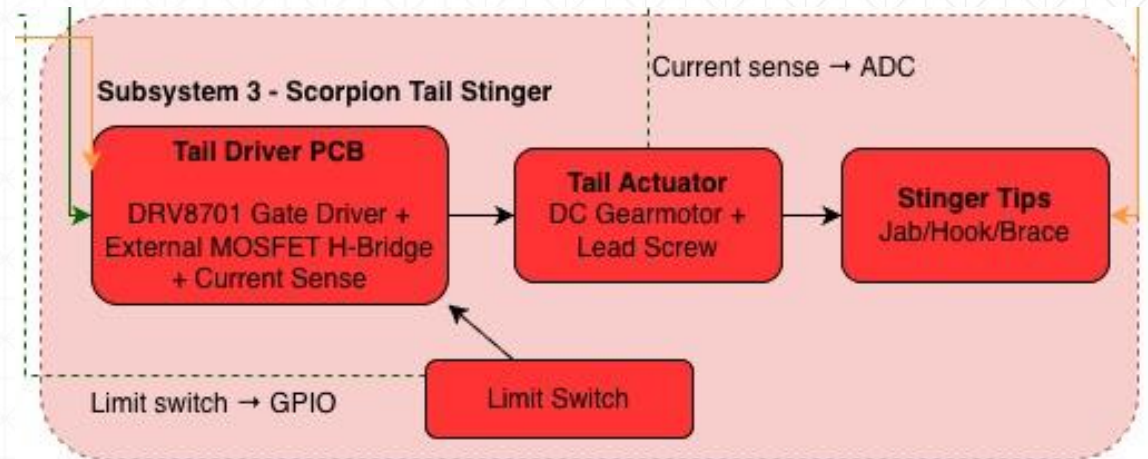 Current sense → ADC
Subsystem 3 - Scorpion Tail Stinger
Tail Driver PCB
DRV8701 Gate Driver +
External MOSFET H-Bridge
+ Current Sense
Tail Actuator
DC Gearmotor +
Lead Screw
Stinger Tips
Jab/Hook/Brace
Limit switch → GPIO
Limit Switch